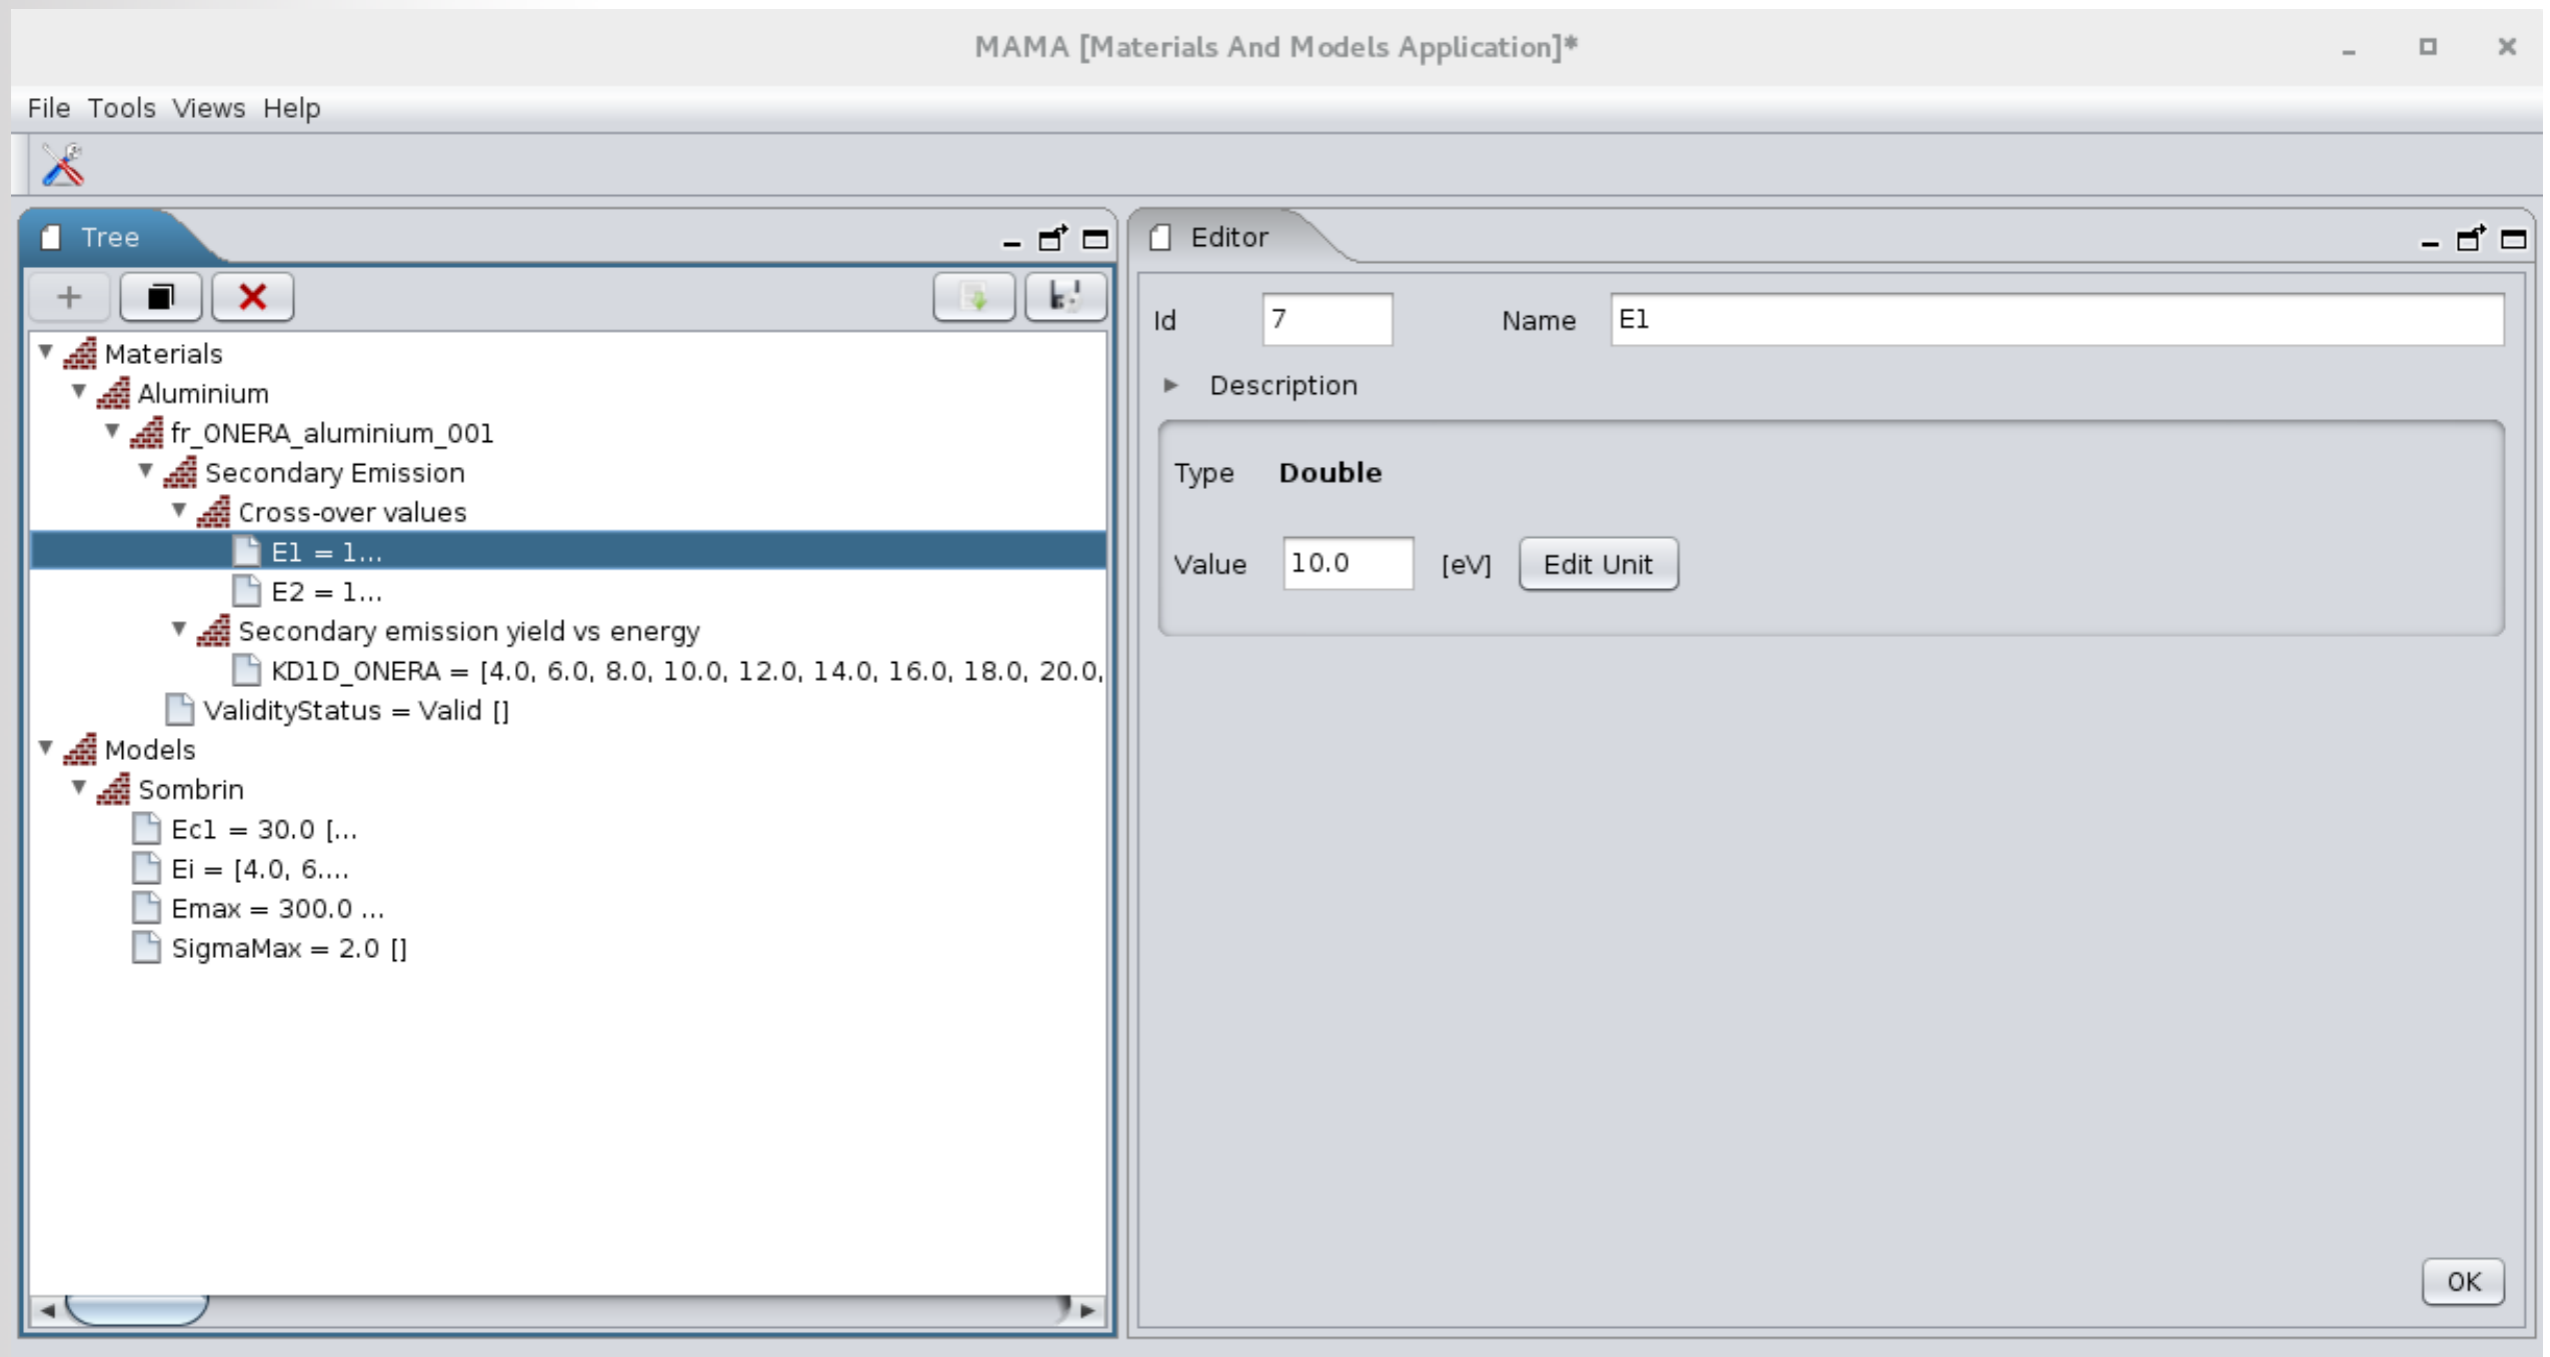 MAMA [Materials And Models Application]*
File Tools Views Help
Tree
Materials
Aluminium
fr_ONERA_aluminium_001
Secondary Emission
Cross-over values
E1 = 1...
E2 = 1...
Secondary emission yield vs energy
KD1D_ONERA = [4.0, 6.0, 8.0, 10.0, 12.0, 14.0, 16.0, 18.0, 20.0,
ValidityStatus = Valid []
Models
Sombrin
Ec1 = 30.0 [...
Ei = [4.0, 6....
Emax = 300.0 ...
SigmaMax = 2.0 []
Editor
Id 7 Name E1
Description
Type Double
Value 10.0 [eV] Edit Unit
OK